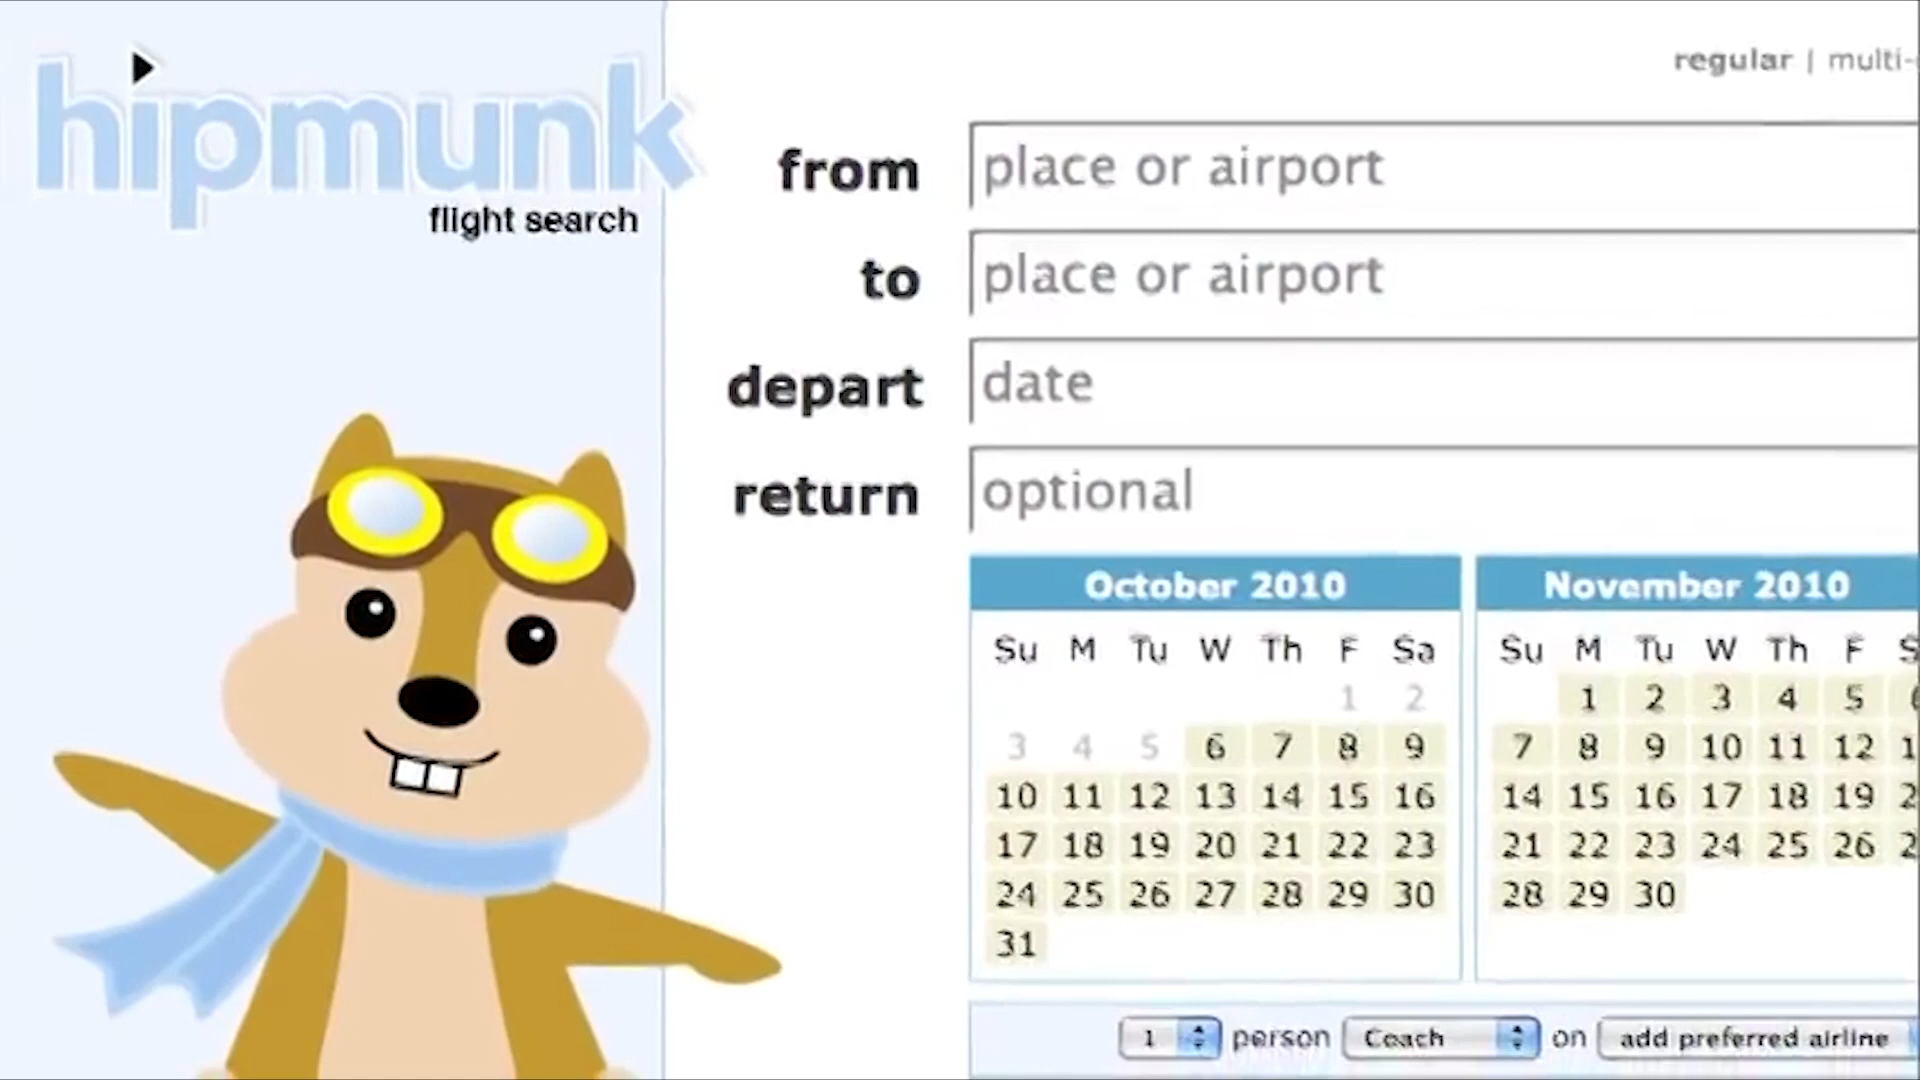 hipmunk
flight search
regular | multi-
from place or airport
to place or airport
depart date
return optional
October 2010
Su M Tu W Th F Sa
1 2
3 4 5 6 7 8 9
10 11 12 13 14 15 16
17 18 19 20 21 22 23
24 25 26 27 28 29 30
31
November 2010
Su M Tu W Th F
1 2 3 4 5
7 8 9 10 11 12
14 15 16 17 18 19
21 22 23 24 25 26
28 29 30
1 person Coach on add preferred airline